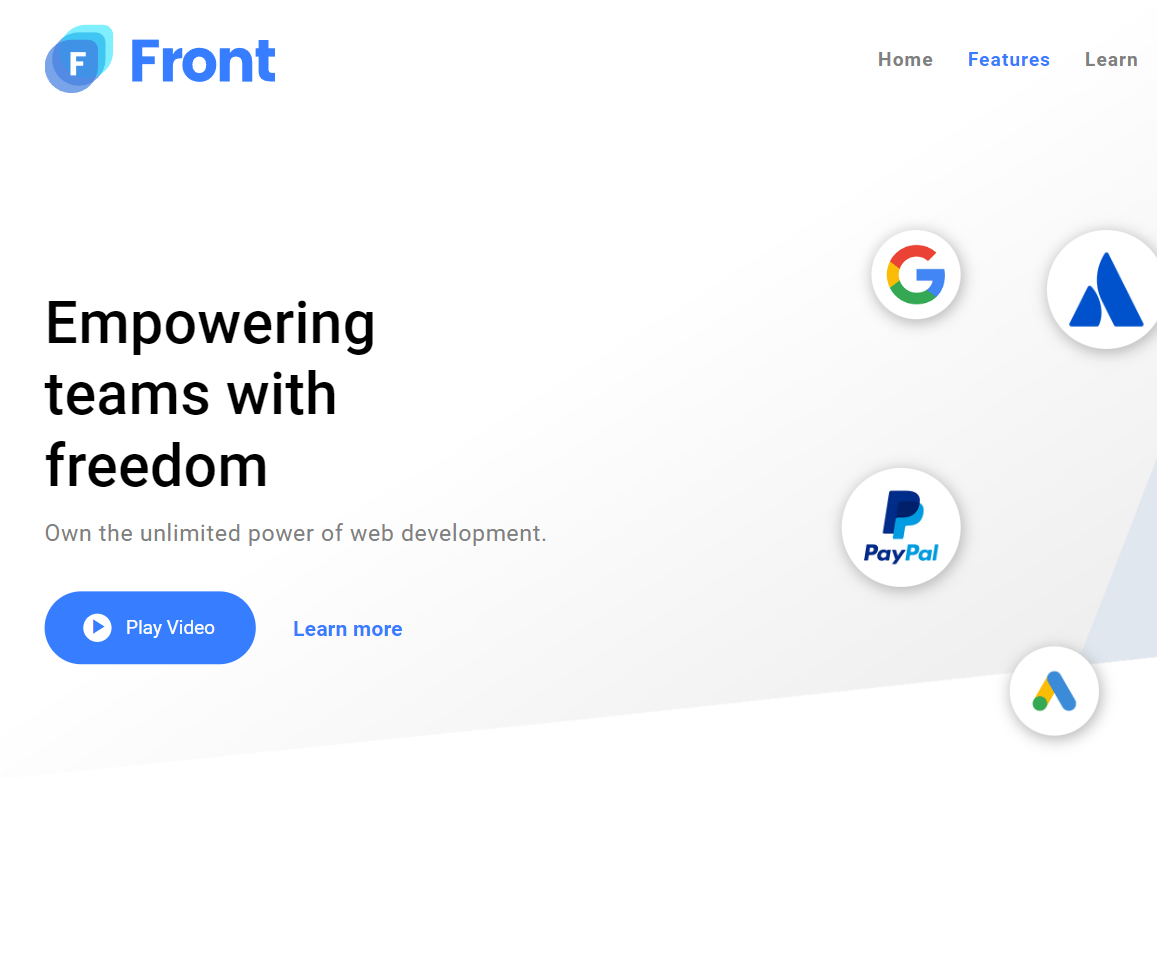 F Front
Home Features Learn
Empowering
teams with
freedom
Own the unlimited power of web development.
PayPal
Play Video Learn more